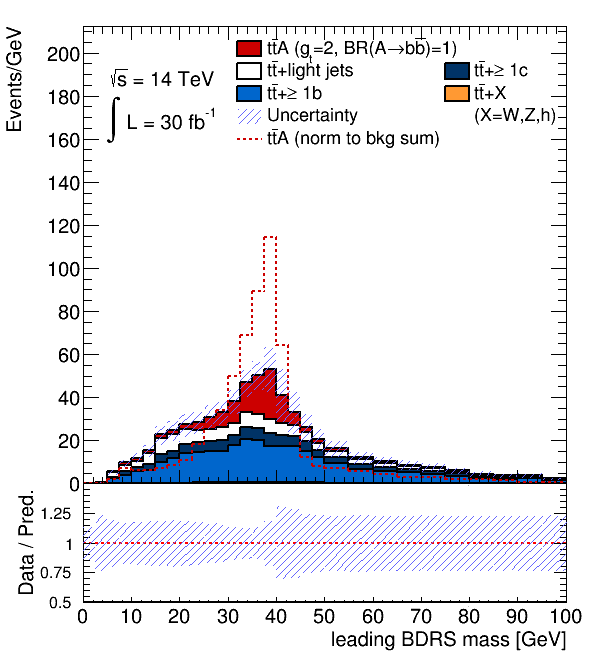 Events/GeV
200
180
160
140
120
100
80
60
40
20
0
√s = 14 TeV
∫ L = 30 fb⁻¹
tt̄A (gₜ=2, BR(A→bb̄)=1)
tt̄+light jets
tt̄+≥ 1c
tt̄+≥ 1b
tt̄+X
Uncertainty
(X=W,Z,h)
tt̄A (norm to bkg sum)
Data / Pred.
1.25
1
0.75
0.5
0 10 20 30 40 50 60 70 80 90 100
leading BDRS mass [GeV]